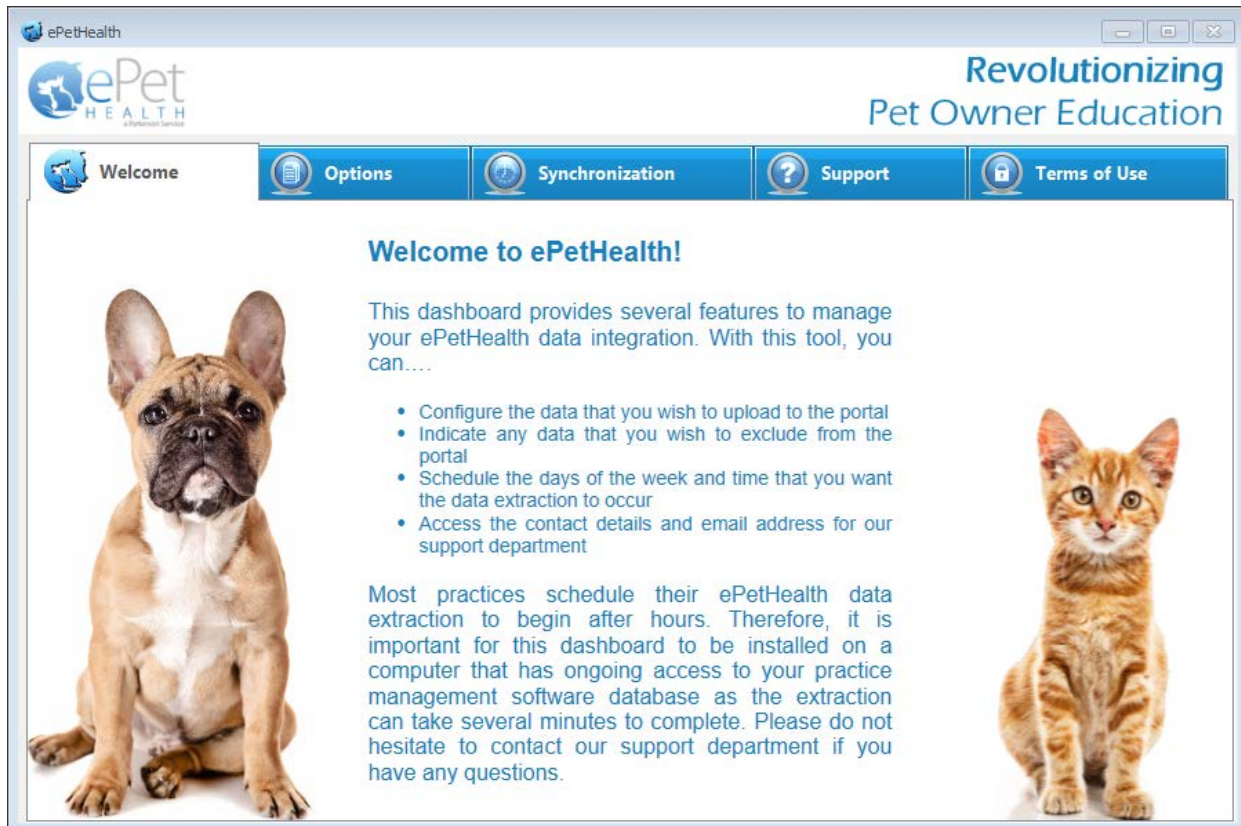 ePetHealth
ePet
HEALTH
a Patterson Service
Revolutionizing
Pet Owner Education
Welcome
Options
Synchronization
Support
Terms of Use
Welcome to ePetHealth!
This dashboard provides several features to manage
your ePetHealth data integration. With this tool, you
can....
• Configure the data that you wish to upload to the portal
• Indicate any data that you wish to exclude from the
portal
• Schedule the days of the week and time that you want
the data extraction to occur
• Access the contact details and email address for our
support department
Most practices schedule their ePetHealth data
extraction to begin after hours. Therefore, it is
important for this dashboard to be installed on a
computer that has ongoing access to your practice
management software database as the extraction
can take several minutes to complete. Please do not
hesitate to contact our support department if you
have any questions.